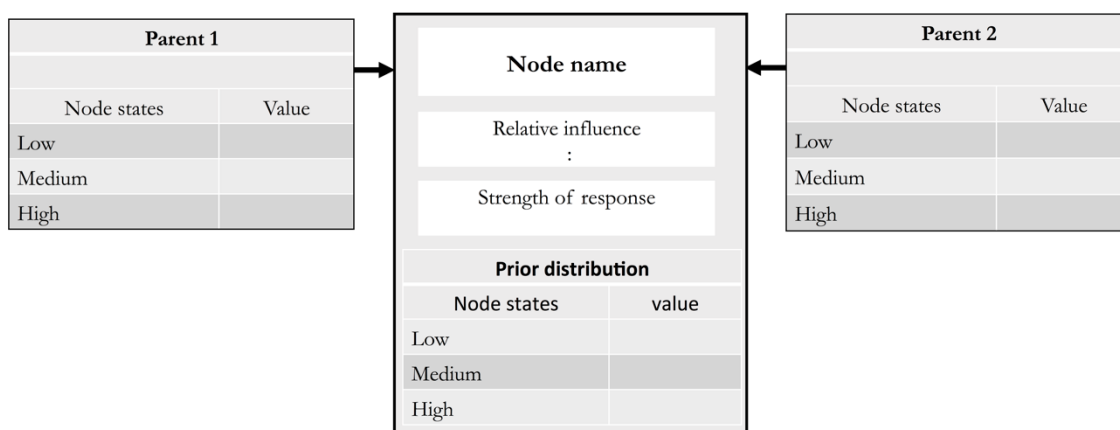 Parent 1
Node states Value
Low
Medium
High
Node name
Relative influence
:
Strength of response
Prior distribution
Node states value
Low
Medium
High
Parent 2
Node states Value
Low
Medium
High